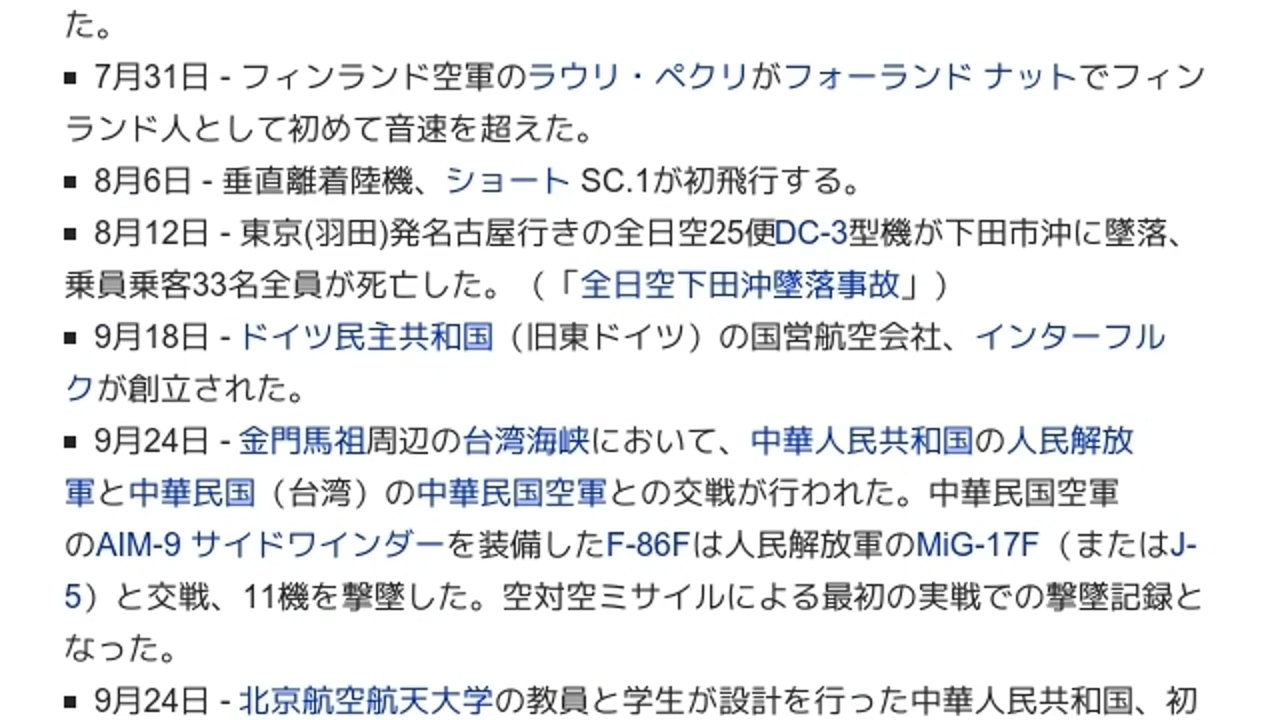 た。
▪ 7月31日 - フィンランド空軍のラウリ・ペクリがフォーランド ナットでフィン
ランド人として初めて音速を超えた。
▪ 8月6日 - 垂直離着陸機、ショート SC.1が初飛行する。
▪ 8月12日 - 東京(羽田)発名古屋行きの全日空25便DC-3型機が下田市沖に墜落、
乗員乗客33名全員が死亡した。（「全日空下田沖墜落事故」）
▪ 9月18日 - ドイツ民主共和国（旧東ドイツ）の国営航空会社、インターフル
クが創立された。
▪ 9月24日 - 金門馬祖周辺の台湾海峡において、中華人民共和国の人民解放
軍と中華民国（台湾）の中華民国空軍との交戦が行われた。中華民国空軍
のAIM-9 サイドワインダーを装備したF-86Fは人民解放軍のMiG-17F（またはJ-
5）と交戦、11機を撃墜した。空対空ミサイルによる最初の実戦での撃墜記録と
なった。
▪ 9月24日 - 北京航空航天大学の教員と学生が設計を行った中華人民共和国、初